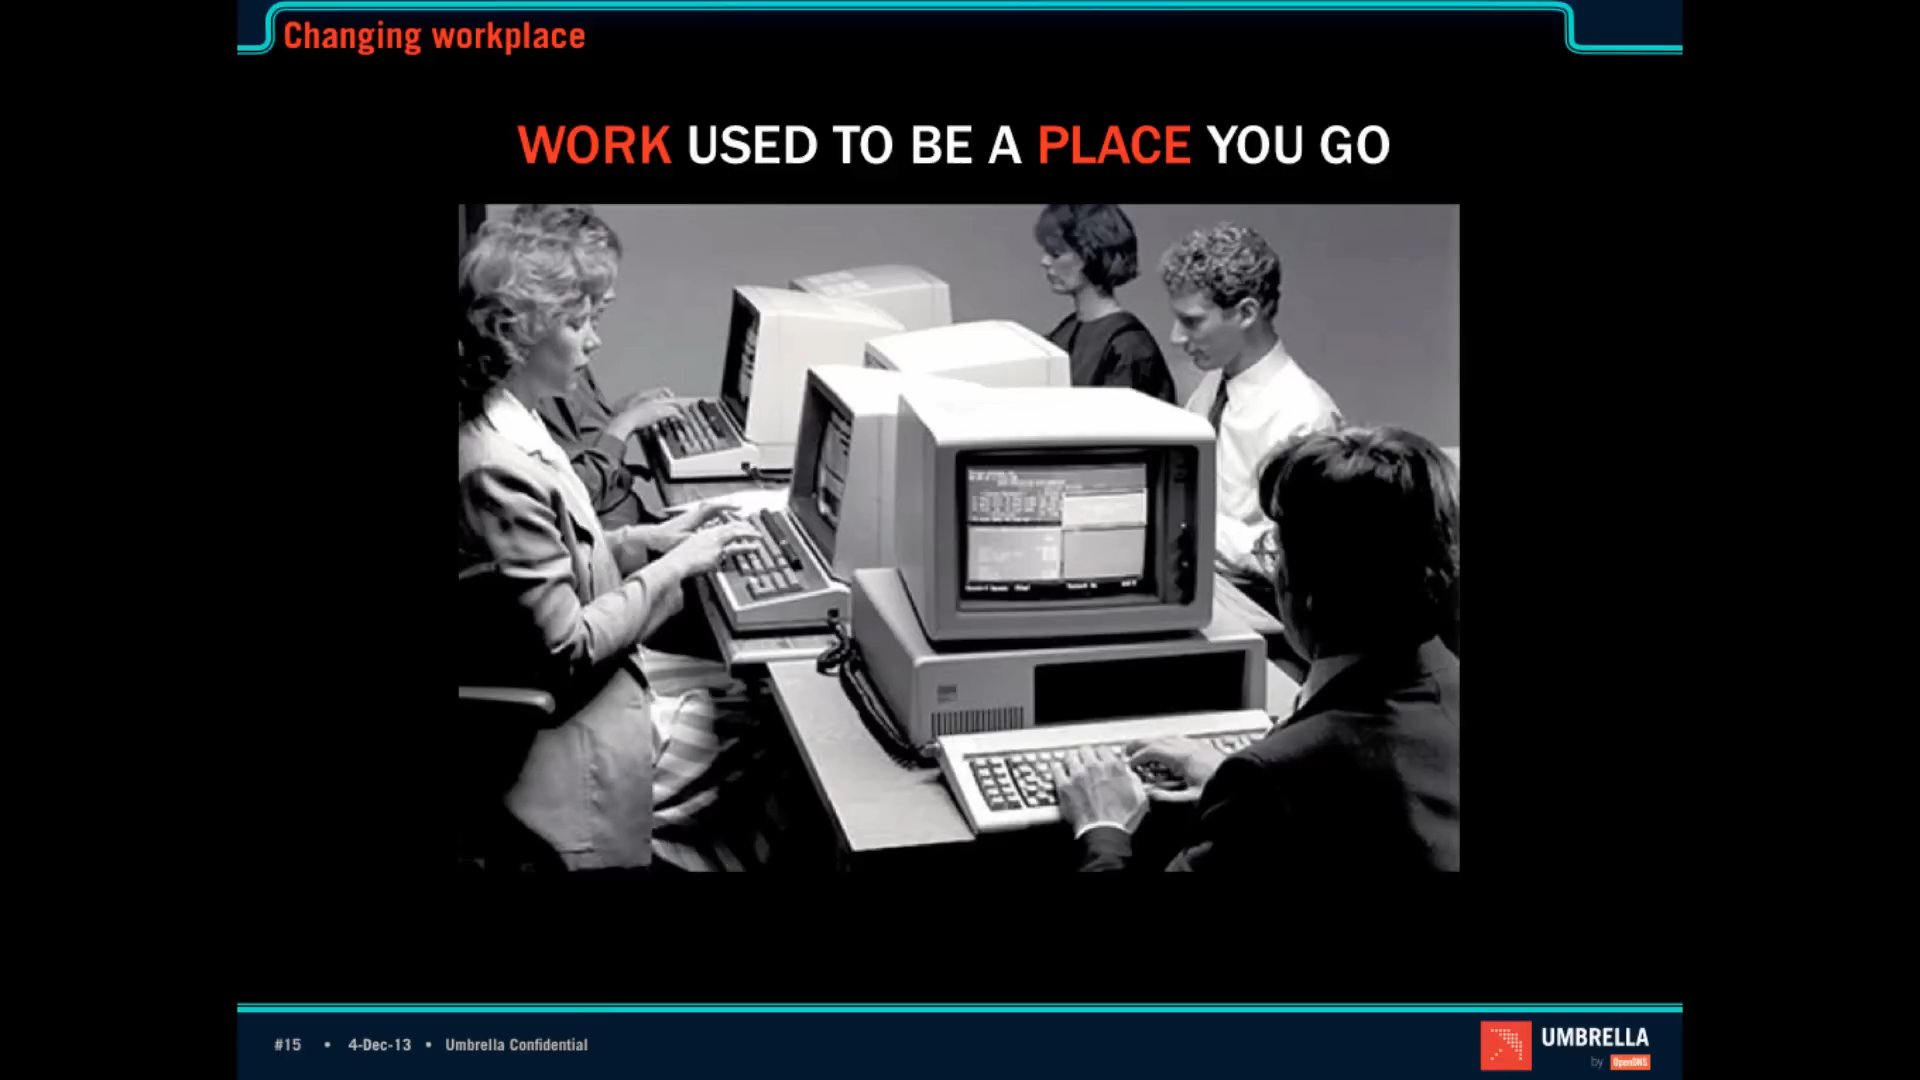 Changing workplace
WORK USED TO BE A PLACE YOU GO
#15 • 4-Dec-13 • Umbrella Confidential
UMBRELLA
by OpenDNS